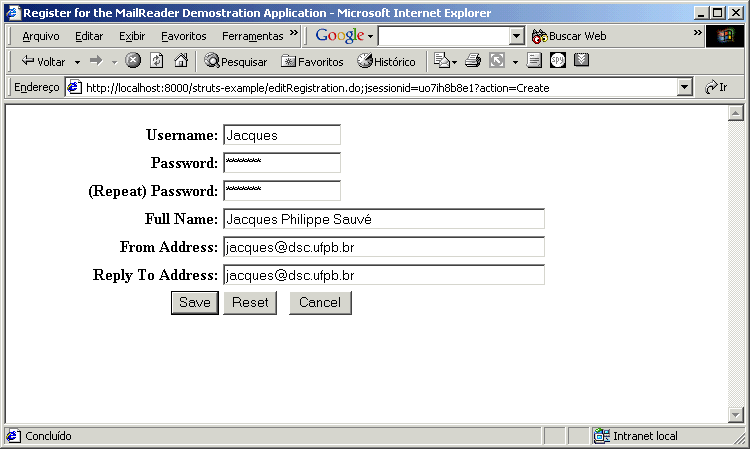 Register for the MailReader Demostration Application - Microsoft Internet Explorer
Arquivo Editar Exibir Favoritos Ferramentas » Google Buscar Web »
Voltar Pesquisar Favoritos Histórico
Endereço http://localhost:8000/struts-example/editRegistration.do;jsessionid=uo7ih8b8e1?action=Create Ir
Username: Jacques
Password: *******
(Repeat) Password: *******
Full Name: Jacques Philippe Sauvé
From Address: jacques@dsc.ufpb.br
Reply To Address: jacques@dsc.ufpb.br
Save Reset Cancel
Concluído Intranet local